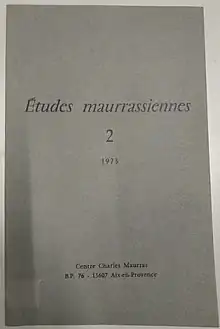 Études maurrassiennes
2
1973
Centre Charles Maurras
B.P. 76 - 13607 Aix-en-Provence